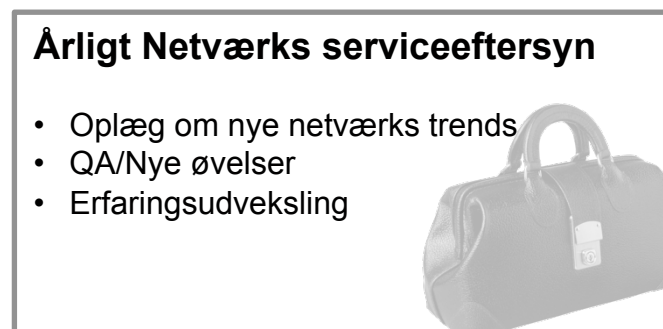 Årligt Netværks serviceeftersyn
• Oplæg om nye netværks trends
• QA/Nye øvelser
• Erfaringsudveksling